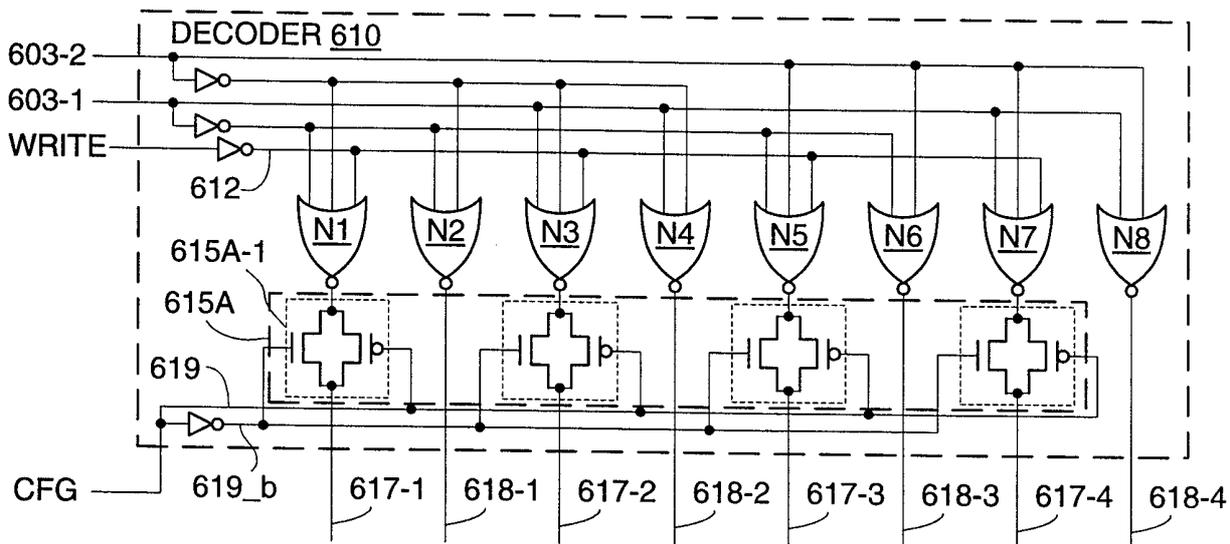 DECODER 610
603-2
603-1
WRITE
612
N1 N2 N3 N4 N5 N6 N7 N8
615A-1
615A
619
CFG
619_b
617-1 618-1 617-2 618-2 617-3 618-3 617-4 618-4